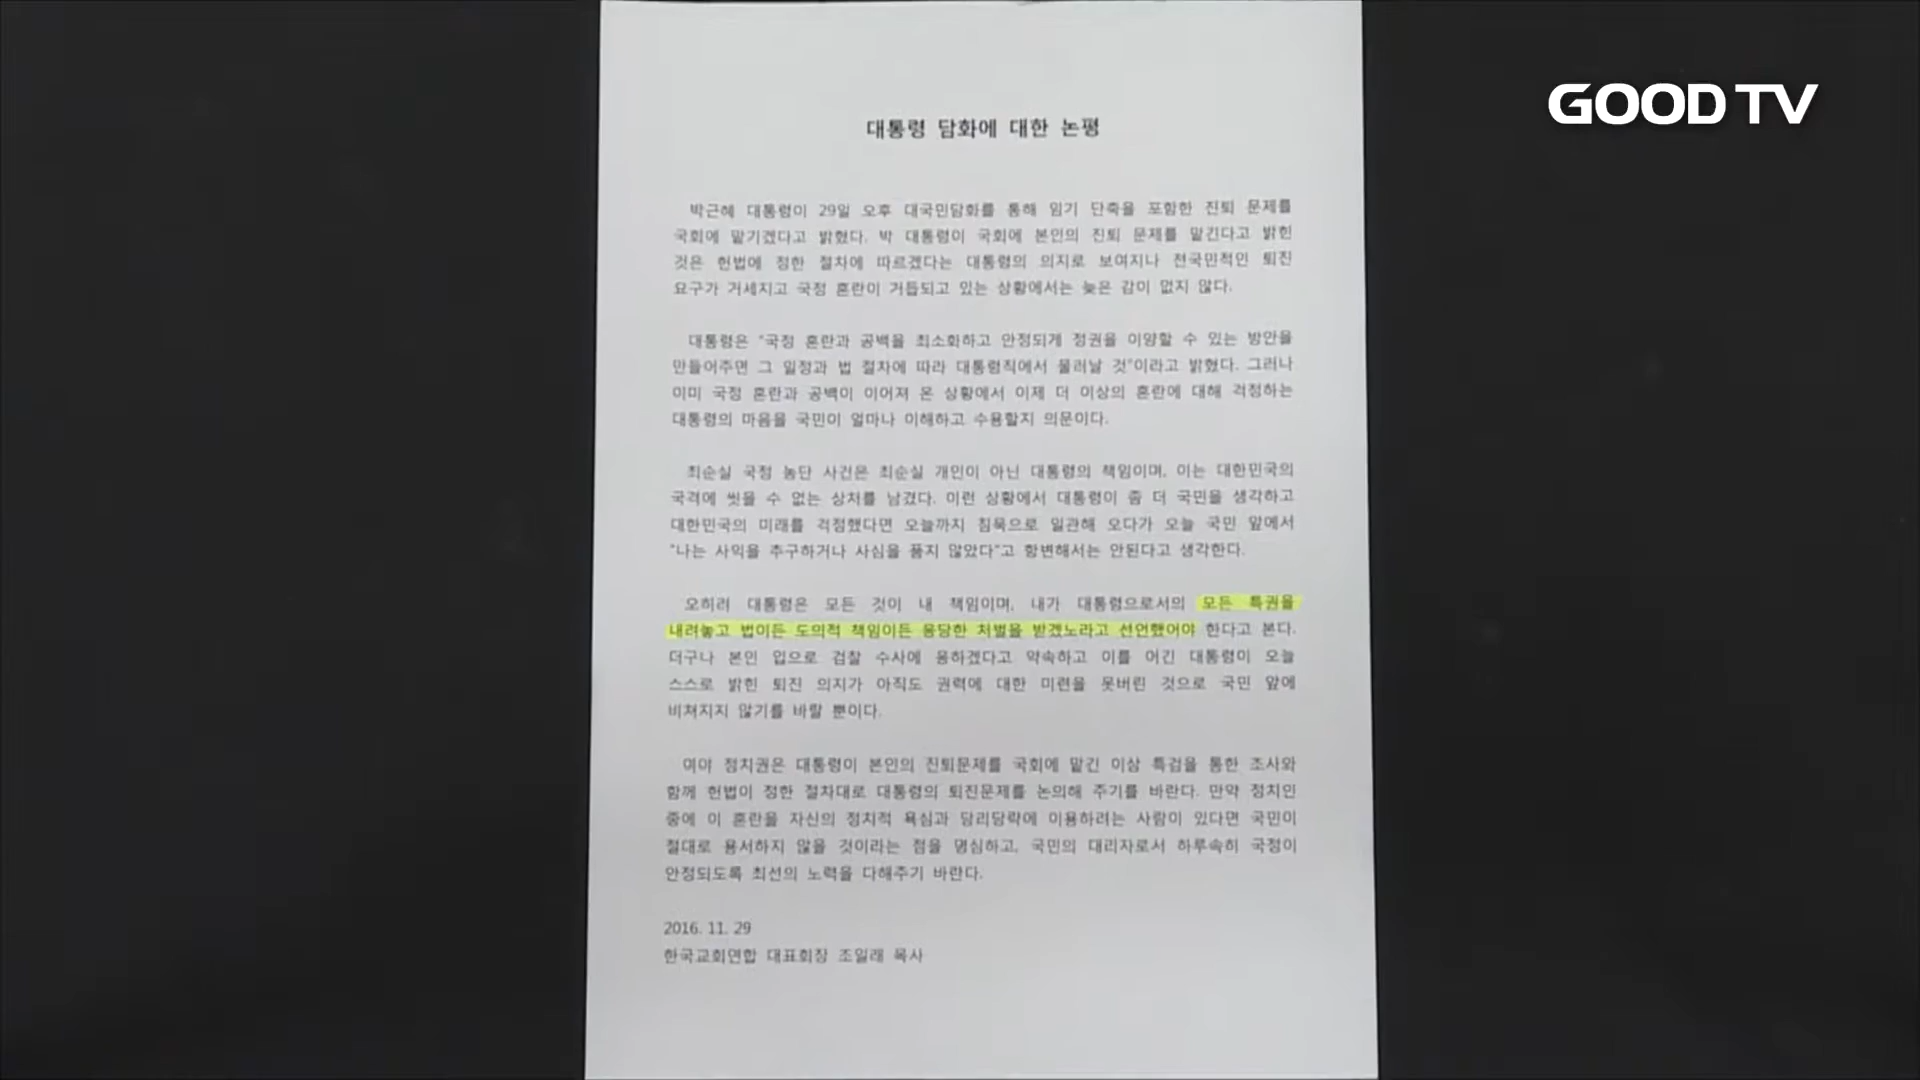 GOOD TV
대통령 담화에 대한 논평
박근혜 대통령이 29일 오후 대국민담화를 통해 임기 단축을 포함한 진퇴 문제를
국회에 맡기겠다고 밝혔다. 박 대통령이 국회에 본인의 진퇴 문제를 맡긴다고 밝힌
것은 헌법에 정한 절차에 따르겠다는 대통령의 의지로 보여지나 전국민적인 퇴진
요구가 거세지고 국정 혼란이 거듭되고 있는 상황에서는 늦은 감이 없지 않다.
대통령은 "국정 혼란과 공백을 최소화하고 안정되게 정권을 이양할 수 있는 방안을
만들어주면 그 일정과 법 절차에 따라 대통령직에서 물러날 것"이라고 밝혔다. 그러나
이미 국정 혼란과 공백이 이어져 온 상황에서 이제 더 이상의 혼란에 대해 걱정하는
대통령의 마음을 국민이 얼마나 이해하고 수용할지 의문이다.
최순실 국정 농단 사건은 최순실 개인이 아닌 대통령의 책임이며, 이는 대한민국의
국격에 씻을 수 없는 상처를 남겼다. 이런 상황에서 대통령이 좀 더 국민을 생각하고
대한민국의 미래를 걱정했다면 오늘까지 침묵으로 일관해 오다가 오늘 국민 앞에서
"나는 사익을 추구하거나 사심을 품지 않았다"고 항변해서는 안된다고 생각한다.
오히려 대통령은 모든 것이 내 책임이며, 내가 대통령으로서의 모든 특권을
내려놓고 법이든 도의적 책임이든 응당한 처벌을 받겠노라고 선언했어야 한다고 본다.
더구나 본인 입으로 검찰 수사에 응하겠다고 약속하고 이를 어긴 대통령이 오늘
스스로 밝힌 퇴진 의지가 아직도 권력에 대한 미련을 못버린 것으로 국민 앞에
비쳐지지 않기를 바랄 뿐이다.
여야 정치권은 대통령이 본인의 진퇴문제를 국회에 맡긴 이상 특검을 통한 조사와
함께 헌법이 정한 절차대로 대통령의 퇴진문제를 논의해 주기를 바란다. 만약 정치인
중에 이 혼란을 자신의 정치적 욕심과 당리당략에 이용하려는 사람이 있다면 국민이
절대로 용서하지 않을 것이라는 점을 명심하고, 국민의 대리자로서 하루속히 국정이
안정되도록 최선의 노력을 다해주기 바란다.
2016. 11. 29
한국교회연합 대표회장 조일래 목사